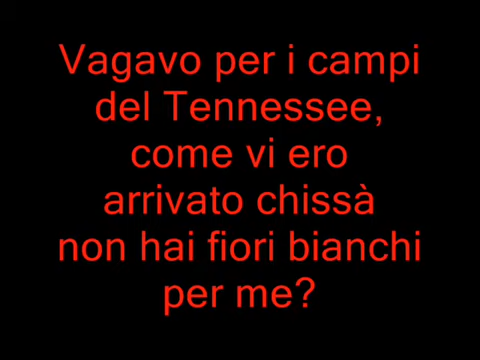 Vagavo per i campi
del Tennessee,
come vi ero
arrivato chissà
non hai fiori bianchi
per me?